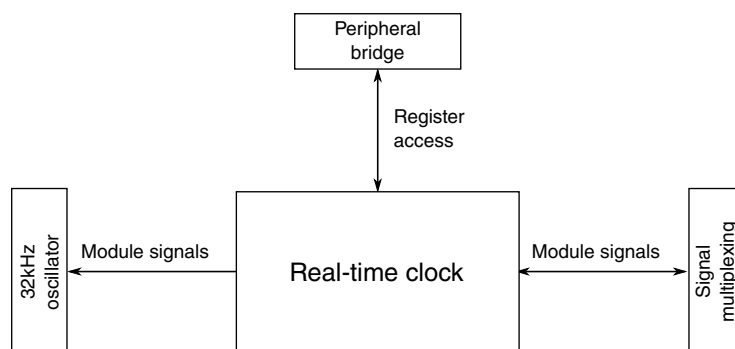 Peripheral
bridge
Register
access
32kHz
oscillator
Module signals
Real-time clock
Module signals
Signal
multiplexing